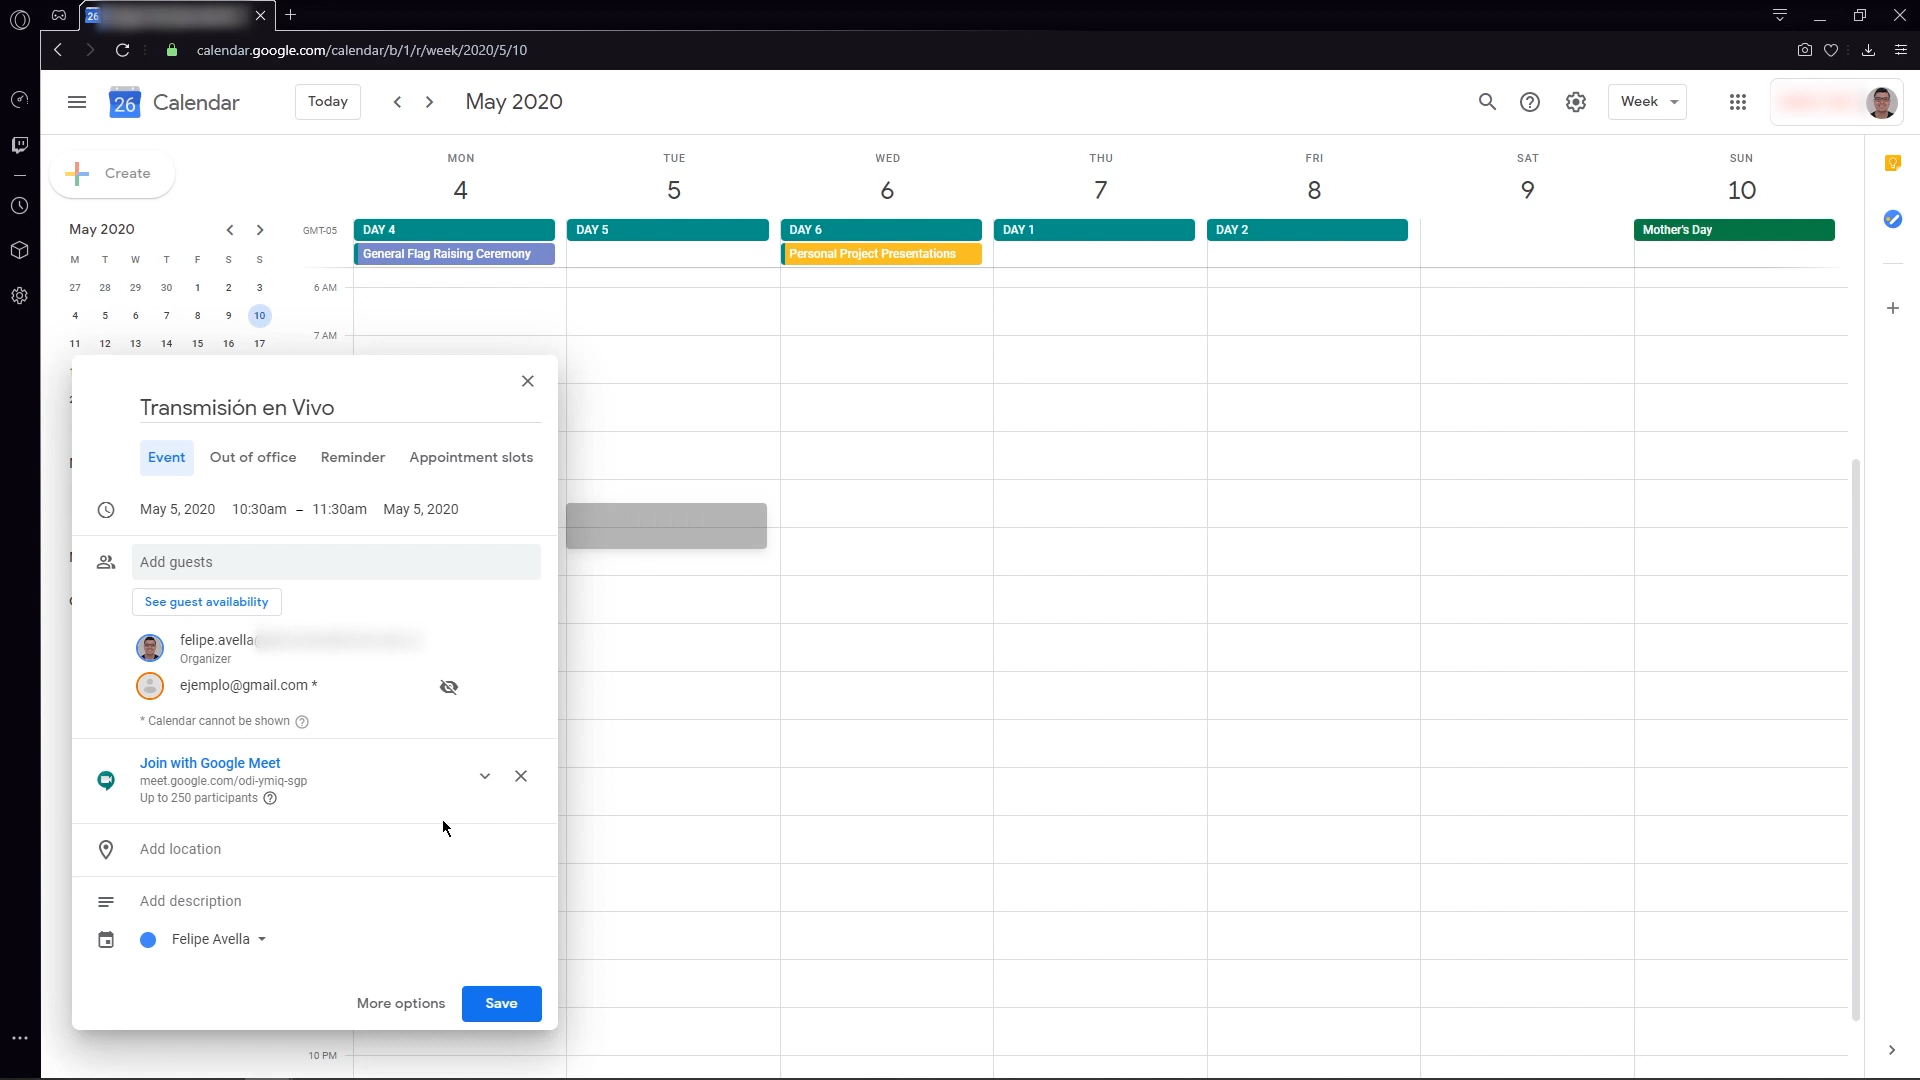 26
calendar.google.com/calendar/b/1/r/week/2020/5/10
26 Calendar Today May 2020 Week
Create
MON TUE WED THU FRI SAT SUN
4 5 6 7 8 9 10
May 2020
GMT-05 DAY 4 DAY 5 DAY 6 DAY 1 DAY 2 Mother's Day
General Flag Raising Ceremony Personal Project Presentations
M T W T F S S
27 28 29 30 1 2 3
4 5 6 7 8 9 10
11 12 13 14 15 16 17
6 AM
7 AM
Transmisión en Vivo
Event Out of office Reminder Appointment slots
May 5, 2020 10:30am – 11:30am May 5, 2020
Add guests
See guest availability
felipe.avella
Organizer
ejemplo@gmail.com *
* Calendar cannot be shown
Join with Google Meet
meet.google.com/odi-ymiq-sgp
Up to 250 participants
Add location
Add description
Felipe Avella
More options Save
10 PM